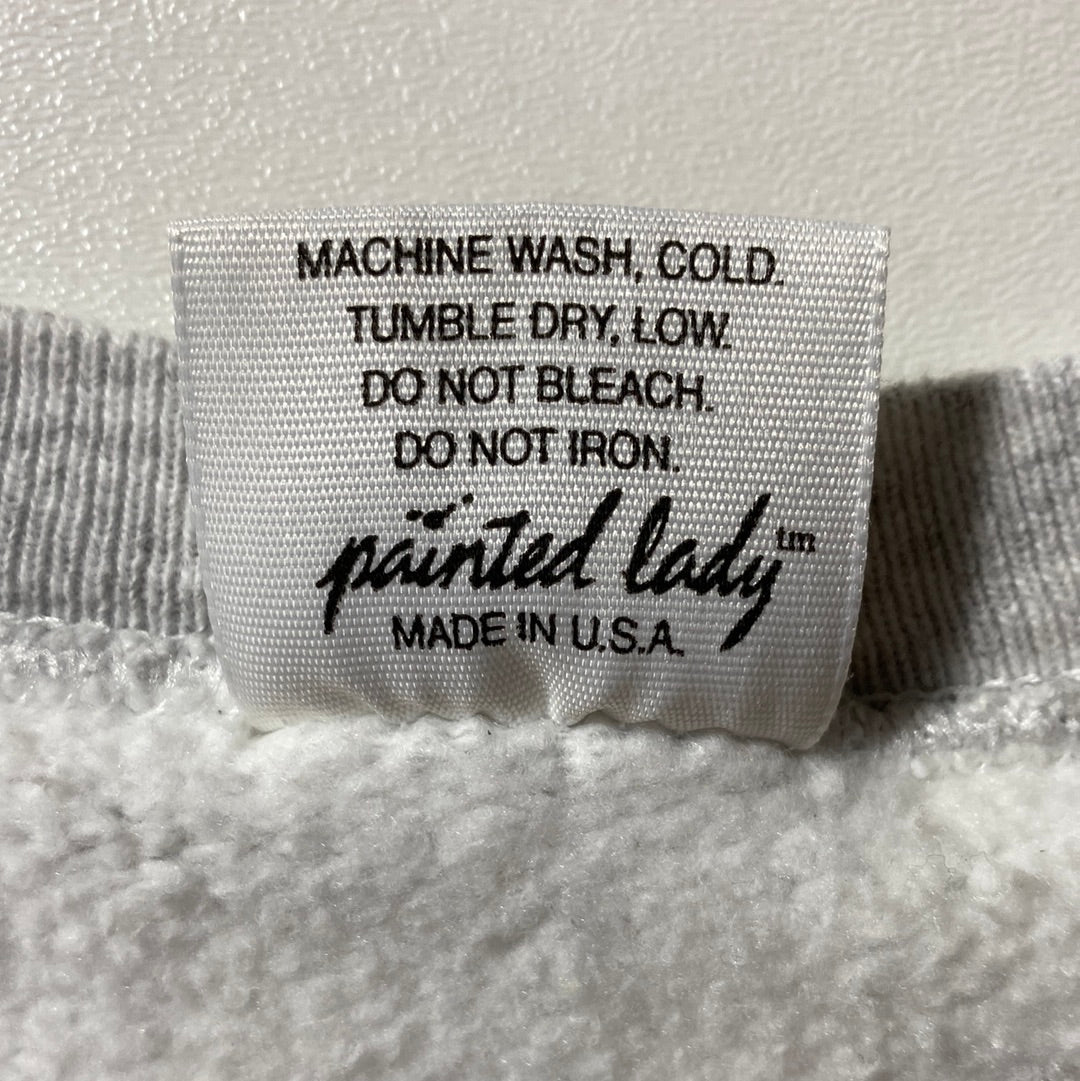 MACHINE WASH, COLD.
TUMBLE DRY, LOW.
DO NOT BLEACH.
DO NOT IRON.
painted lady tm
MADE IN U.S.A.